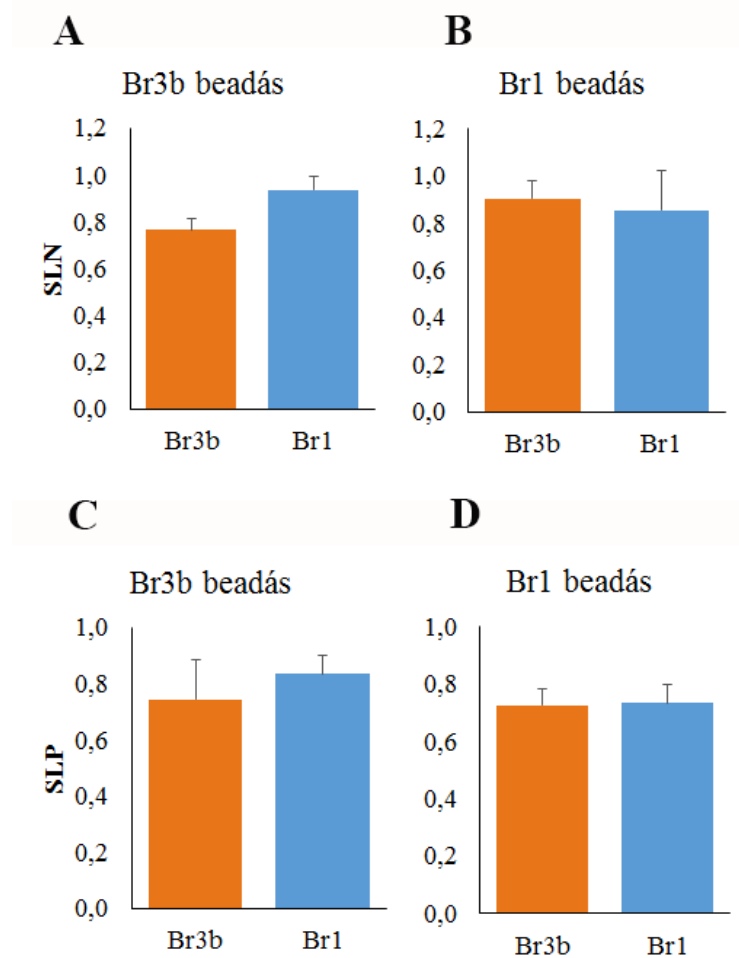 A
B
Br3b beadás
Br1 beadás
SLN
1,2
1,0
0,8
0,6
0,4
0,2
0,0
Br3b Br1
1,2
1,0
0,8
0,6
0,4
0,2
0,0
Br3b Br1
C
D
Br3b beadás
Br1 beadás
SLP
1,0
0,8
0,6
0,4
0,2
0,0
Br3b Br1
1,0
0,8
0,6
0,4
0,2
0,0
Br3b Br1